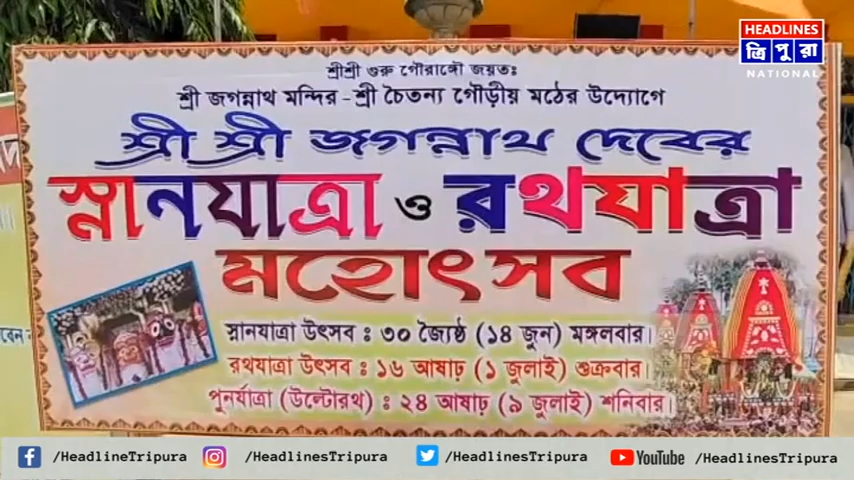 HEADLINES
ত্রিপুরা
NATIONAL
শ্রীশ্রী গুরু গৌরাঙ্গৌ জয়তঃ
শ্রী জগন্নাথ মন্দির - শ্রী চৈতন্য গৌড়ীয় মঠের উদ্যোগে
শ্রী শ্রী জগন্নাথ দেবের
স্নানযাত্রা ও রথযাত্রা
মহোৎসব
স্নানযাত্রা উৎসব : ৩০ জ্যৈষ্ঠ (১৪ জুন) মঙ্গলবার।
রথযাত্রা উৎসব : ১৬ আষাঢ় (১ জুলাই) শুক্রবার।
পুনর্যাত্রা (উল্টোরথ) : ২৪ আষাঢ় (৯ জুলাই) শনিবার।
/HeadlineTripura /HeadlinesTripura /HeadlinesTripura YouTube /HeadlinesTripura